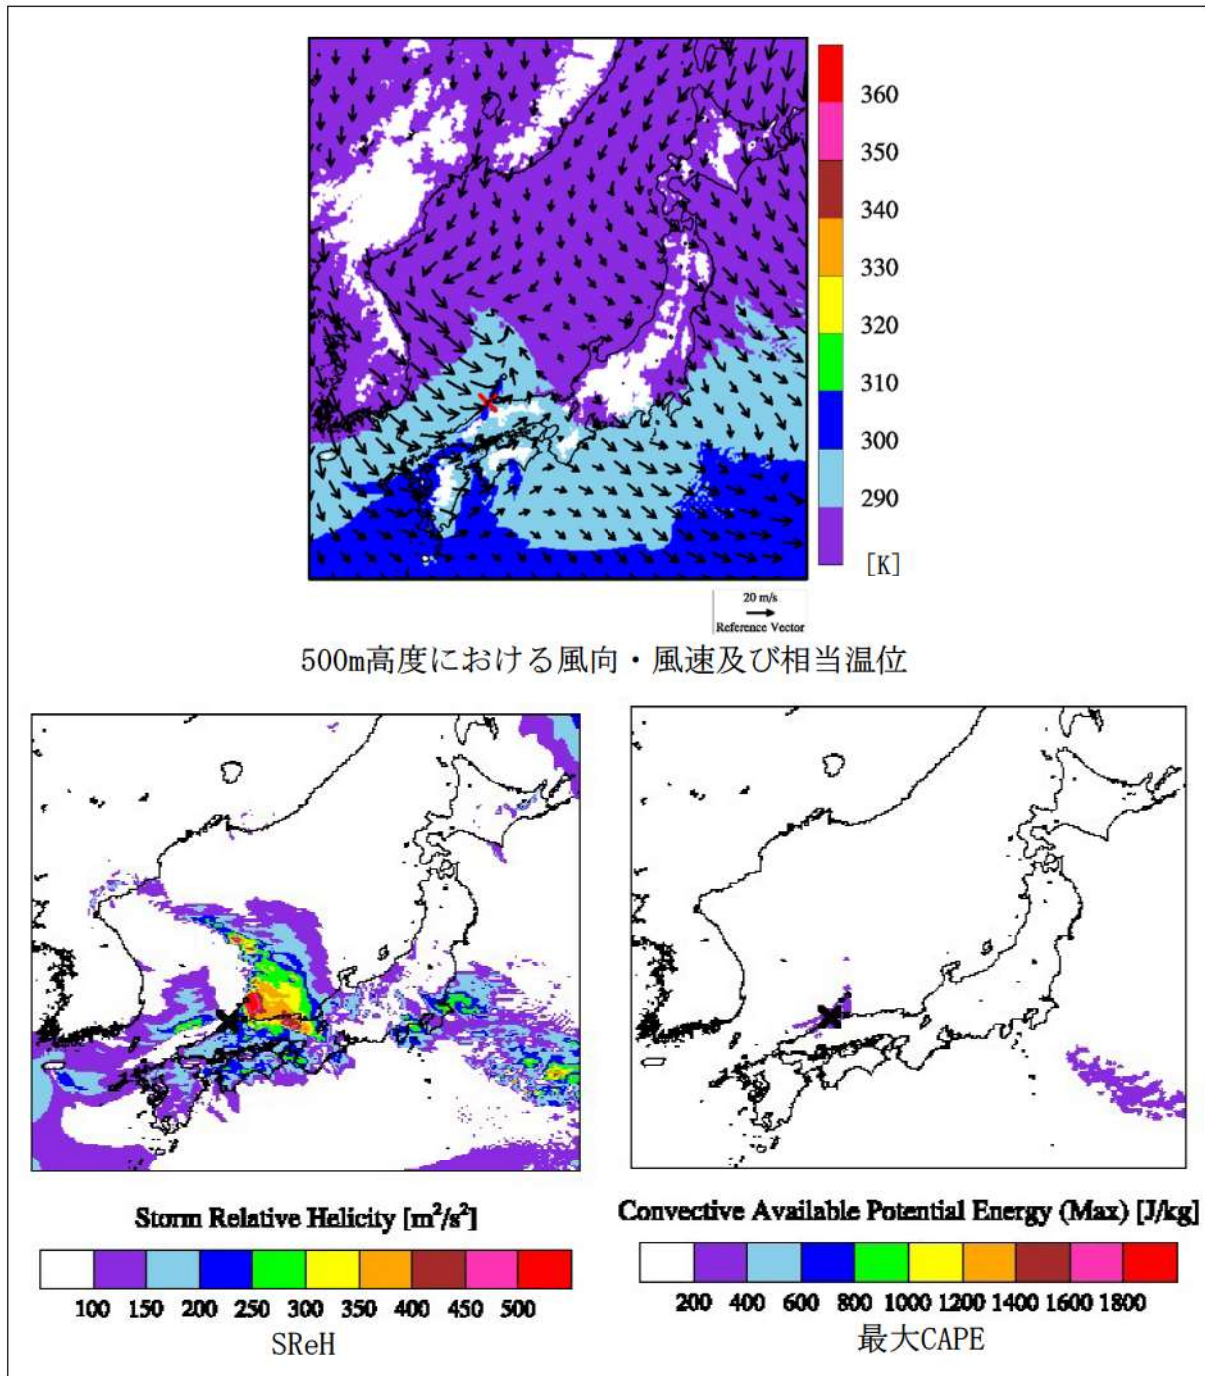 360
350
340
330
320
310
300
290
[K]
20 m/s
Reference Vector
500m高度における風向・風速及び相当温位
Storm Relative Helicity [m²/s²]
100 150 200 250 300 350 400 450 500
SReH
Convective Available Potential Energy (Max) [J/kg]
200 400 600 800 1000 1200 1400 1600 1800
最大CAPE